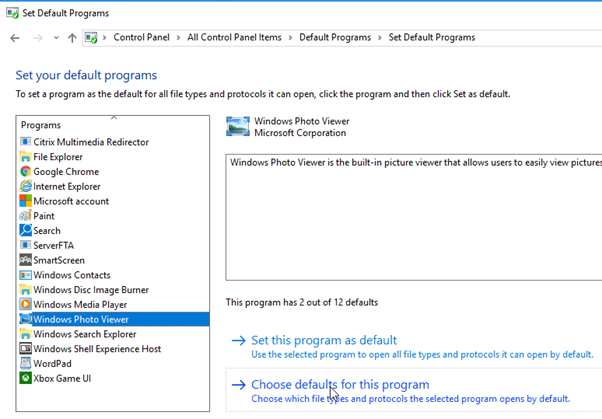 Set Default Programs
Control Panel > All Control Panel Items > Default Programs > Set Default Programs
Set your default programs
To set a program as the default for all file types and protocols it can open, click the program and then click Set as default.
Programs
Citrix Multimedia Redirector
File Explorer
Google Chrome
Internet Explorer
Microsoft account
Paint
Search
ServerFTA
SmartScreen
Windows Contacts
Windows Disc Image Burner
Windows Media Player
Windows Photo Viewer
Windows Search Explorer
Windows Shell Experience Host
WordPad
Xbox Game UI
Windows Photo Viewer
Microsoft Corporation
Windows Photo Viewer is the built-in picture viewer that allows users to easily view pictures
This program has 2 out of 12 defaults
Set this program as default
Use the selected program to open all file types and protocols it can open by default.
Choose defaults for this program
Choose which file types and protocols the selected program opens by default.